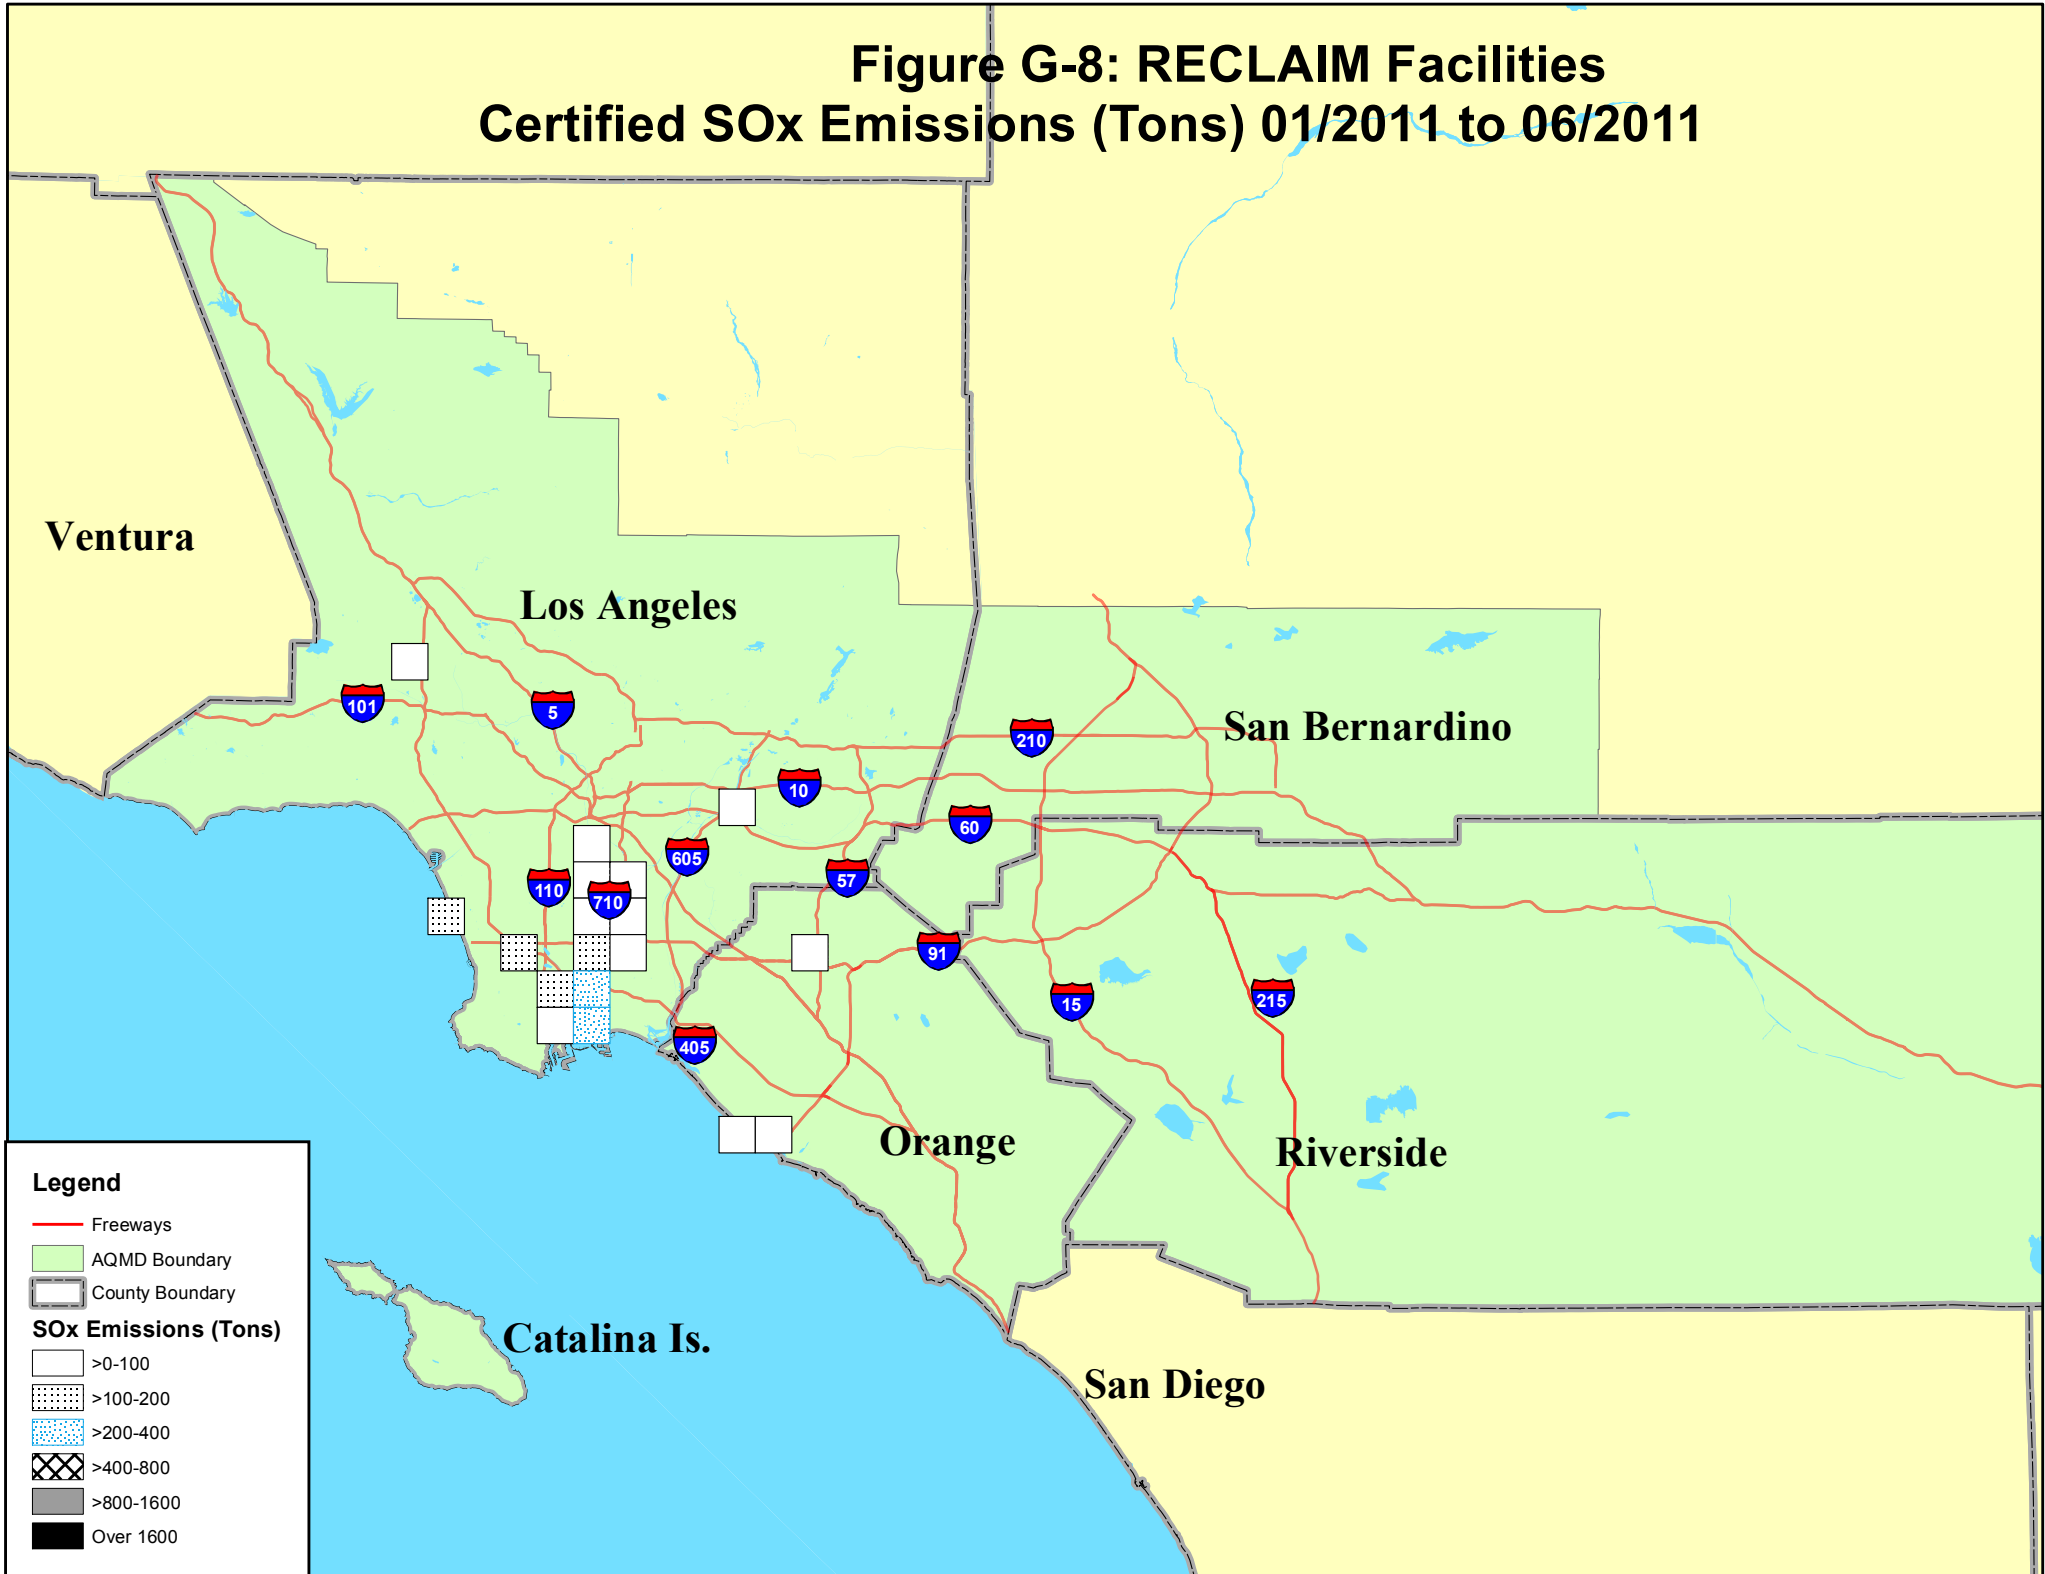 Figure G-8: RECLAIM Facilities
Certified SOx Emissions (Tons) 01/2011 to 06/2011
Ventura
Los Angeles
101
5
210
San Bernardino
10
60
605
57
110
710
91
15
215
405
Orange
Riverside
Catalina Is.
San Diego
Legend
Freeways
AQMD Boundary
County Boundary
SOx Emissions (Tons)
>0-100
>100-200
>200-400
>400-800
>800-1600
Over 1600